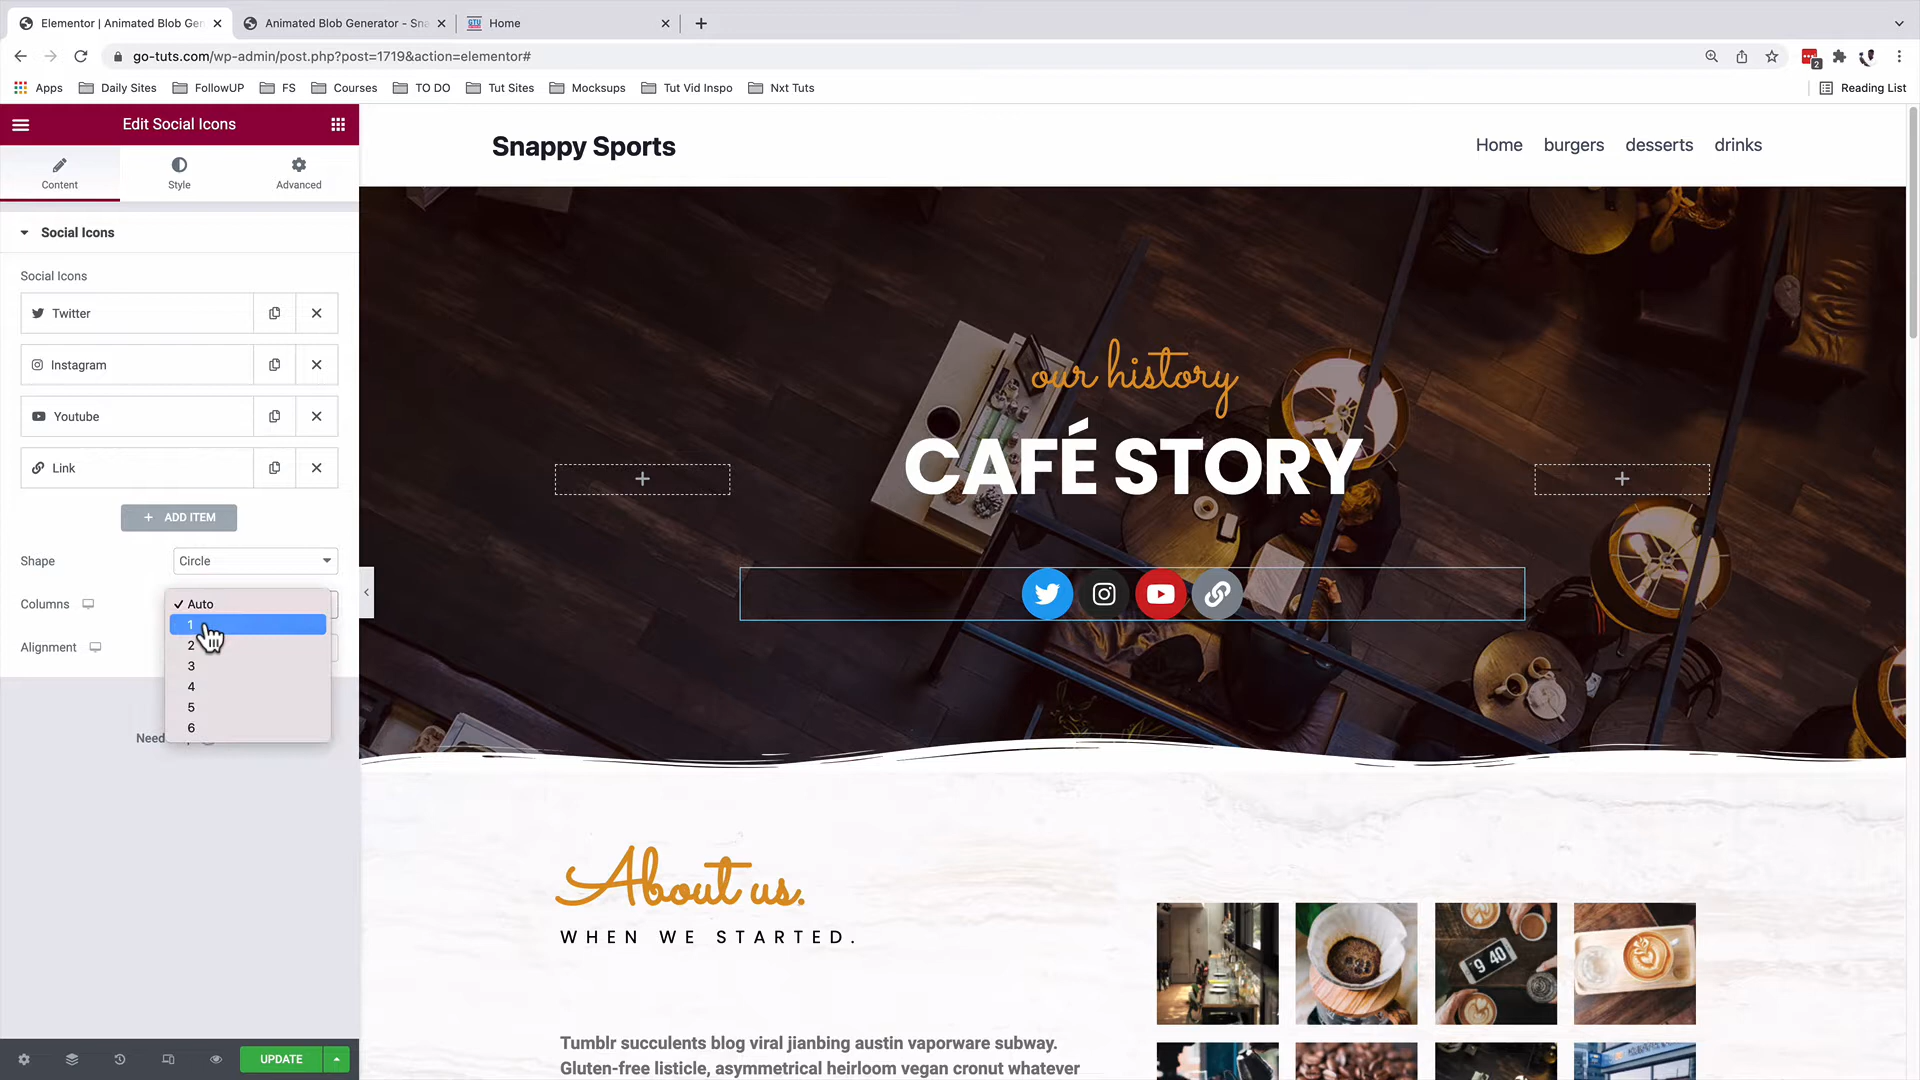 Elementor | Animated Blob Gen
Animated Blob Generator - Sna
GTU Home
go-tuts.com/wp-admin/post.php?post=1719&action=elementor#
2
Apps
Daily Sites
FollowUP
FS
Courses
TO DO
Tut Sites
Mocksups
Tut Vid Inspo
Nxt Tuts
Reading List
Edit Social Icons
Content
Style
Advanced
Social Icons
Social Icons
Twitter
Instagram
Youtube
Link
+ ADD ITEM
Shape
Circle
Columns
✓ Auto
1
2
3
4
5
6
Alignment
Need
UPDATE
Snappy Sports
Home
burgers
desserts
drinks
our history
CAFÉ STORY
About us.
WHEN WE STARTED.
9 40
Tumblr succulents blog viral jianbing austin vaporware subway.
Gluten-free listicle, asymmetrical heirloom vegan cronut whatever